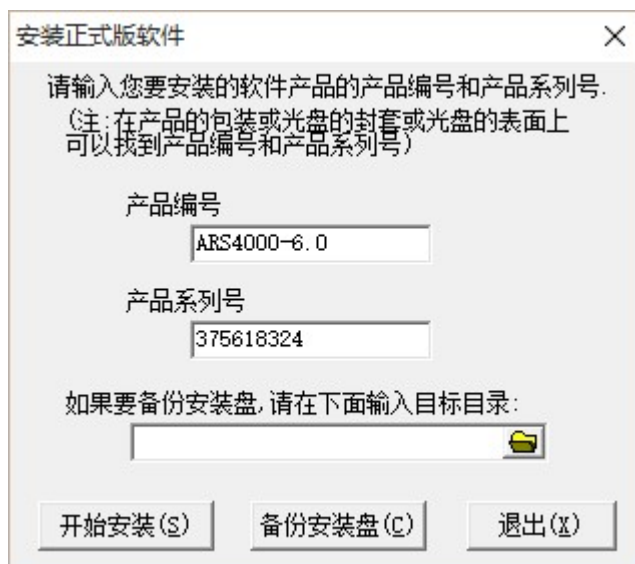 安装正式版软件
请输入您要安装的软件产品的产品编号和产品系列号.
(注:在产品的包装或光盘的封套或光盘的表面上
可以找到产品编号和产品系列号)
产品编号
ARS4000-6.0
产品系列号
375618324
如果要备份安装盘,请在下面输入目标目录:
开始安装(S) 备份安装盘(C) 退出(X)